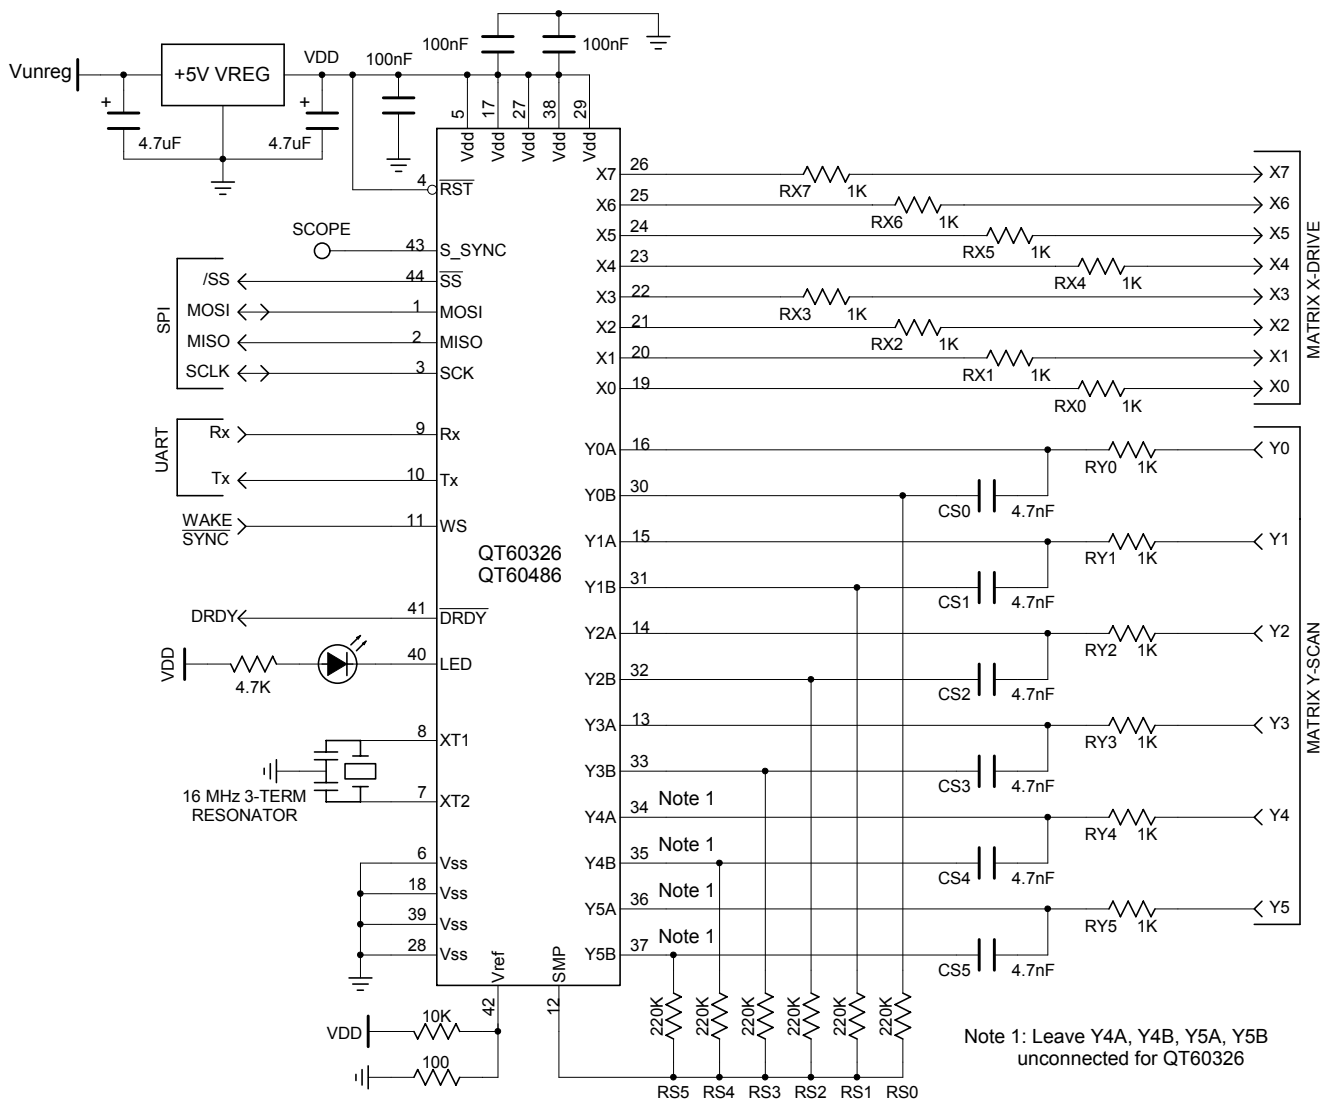 100nF
100nF
Vunreg
+5V VREG
VDD
100nF
+
4.7uF
+
4.7uF
5
17
27
38
29
Vdd
Vdd
Vdd
Vdd
Vdd
4
RST
SCOPE
43
S_SYNC
SPI
/SS
44
SS
MOSI
1
MOSI
MISO
2
MISO
SCLK
3
SCK
UART
Rx
9
Rx
Tx
10
Tx
WAKE
SYNC
11
WS
QT60326
QT60486
DRDY
41
DRDY
VDD
4.7K
40
LED
8
XT1
16 MHz 3-TERM
RESONATOR
7
XT2
6
Vss
18
Vss
39
Vss
28
Vss
Vref
42
SMP
12
VDD
10K
100
X7
26
RX7
1K
X7
X6
25
RX6
1K
X6
X5
24
RX5
1K
X5
X4
23
RX4
1K
X4
X3
22
RX3
1K
X3
X2
21
RX2
1K
X2
X1
20
RX1
1K
X1
X0
19
RX0
1K
X0
MATRIX X-DRIVE
Y0A
16
RY0
1K
Y0
Y0B
30
CS0
4.7nF
Y1A
15
RY1
1K
Y1
Y1B
31
CS1
4.7nF
Y2A
14
RY2
1K
Y2
Y2B
32
CS2
4.7nF
Y3A
13
RY3
1K
Y3
Y3B
33
CS3
4.7nF
Y4A
34
Note 1
RY4
1K
Y4
Y4B
35
Note 1
CS4
4.7nF
Y5A
36
Note 1
RY5
1K
Y5
Y5B
37
Note 1
CS5
4.7nF
MATRIX Y-SCAN
220K
220K
220K
220K
220K
220K
RS5
RS4
RS3
RS2
RS1
RS0
Note 1: Leave Y4A, Y4B, Y5A, Y5B
unconnected for QT60326